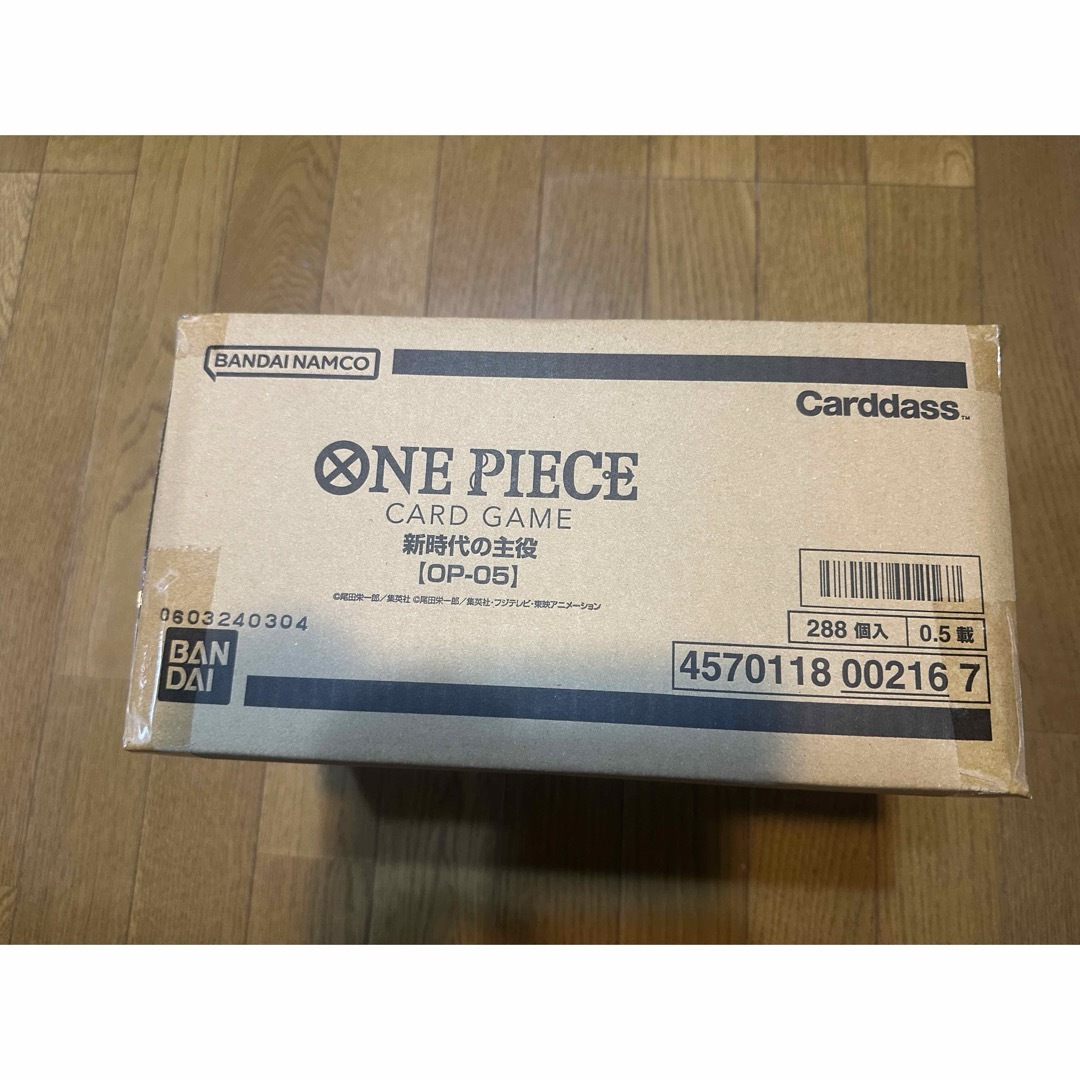 BANDAI NAMCO
Carddass™
ONE PIECE
CARD GAME
新時代の主役
【OP-05】
©尾田栄一郎/集英社 ©尾田栄一郎/集英社・フジテレビ・東映アニメーション
0603240304
288 個入 0.5 載
BAN
DAI
4570118 00216 7